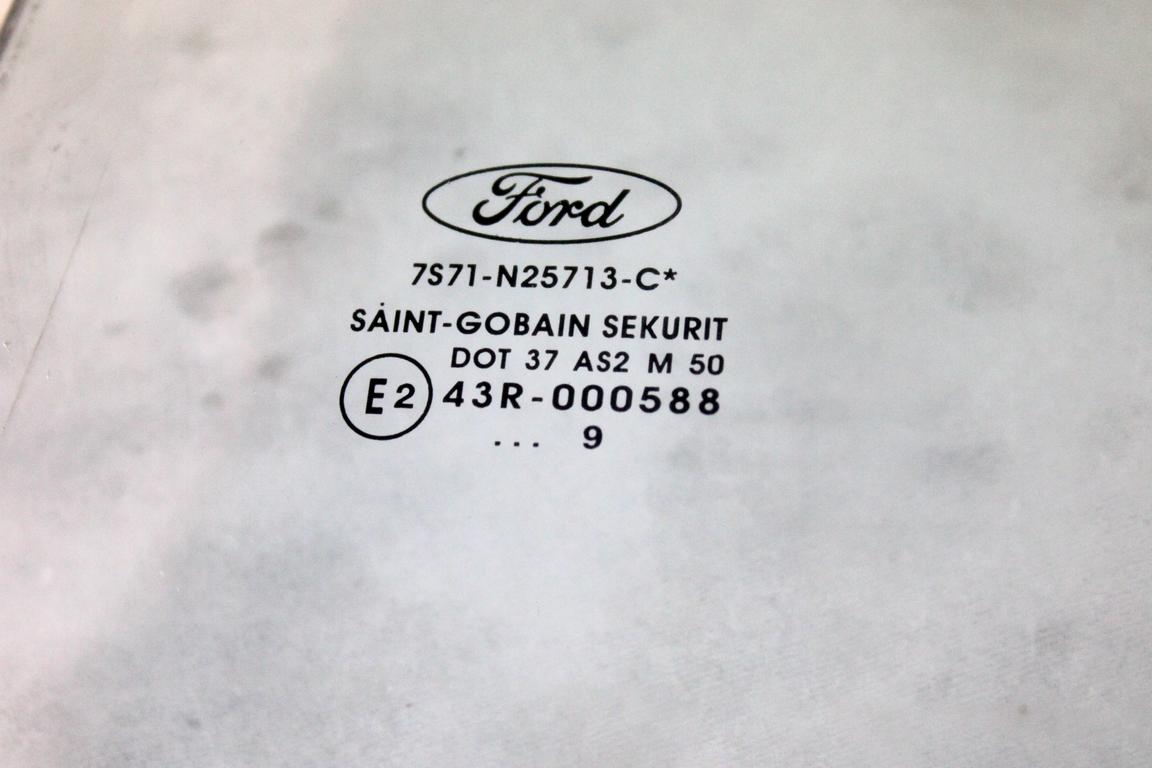 Ford
7S71-N25713-C*
SAINT-GOBAIN SEKURIT
DOT 37 AS2 M 50
E2 43R-000588
... 9